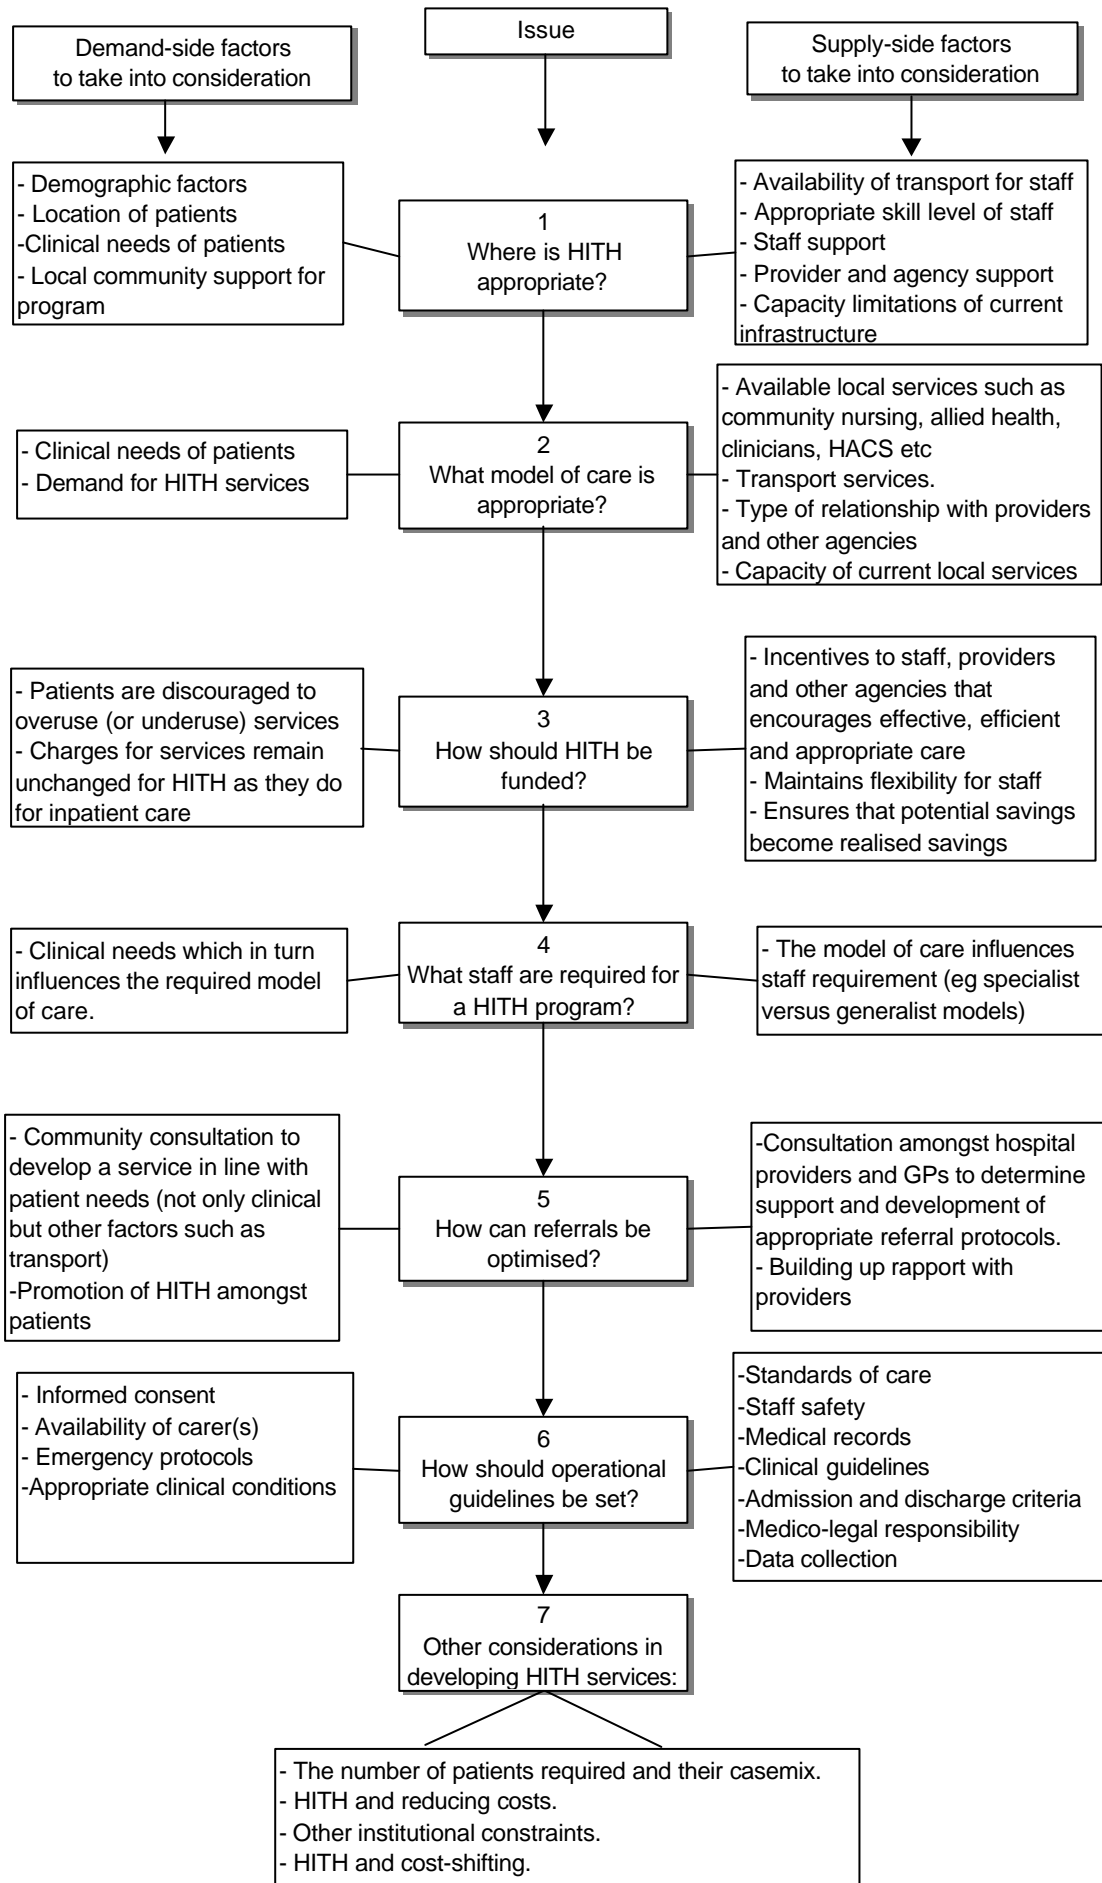 Issue
Demand-side factors
to take into consideration
Supply-side factors
to take into consideration
- Demographic factors
- Location of patients
-Clinical needs of patients
- Local community support for
program
1
Where is HITH
appropriate?
- Availability of transport for staff
- Appropriate skill level of staff
- Staff support
- Provider and agency support
- Capacity limitations of current
infrastructure
- Clinical needs of patients
- Demand for HITH services
2
What model of care is
appropriate?
- Available local services such as
community nursing, allied health,
clinicians, HACS etc
- Transport services.
- Type of relationship with providers
and other agencies
- Capacity of current local services
- Patients are discouraged to
overuse (or underuse) services
- Charges for services remain
unchanged for HITH as they do
for inpatient care
3
How should HITH be
funded?
- Incentives to staff, providers
and other agencies that
encourages effective, efficient
and appropriate care
- Maintains flexibility for staff
- Ensures that potential savings
become realised savings
- Clinical needs which in turn
influences the required model
of care.
4
What staff are required for
a HITH program?
- The model of care influences
staff requirement (eg specialist
versus generalist models)
- Community consultation to
develop a service in line with
patient needs (not only clinical
but other factors such as
transport)
-Promotion of HITH amongst
patients
5
How can referrals be
optimised?
-Consultation amongst hospital
providers and GPs to determine
support and development of
appropriate referral protocols.
- Building up rapport with
providers
- Informed consent
- Availability of carer(s)
- Emergency protocols
-Appropriate clinical conditions
6
How should operational
guidelines be set?
-Standards of care
-Staff safety
-Medical records
-Clinical guidelines
-Admission and discharge criteria
-Medico-legal responsibility
-Data collection
7
Other considerations in
developing HITH services:
- The number of patients required and their casemix.
- HITH and reducing costs.
- Other institutional constraints.
- HITH and cost-shifting.